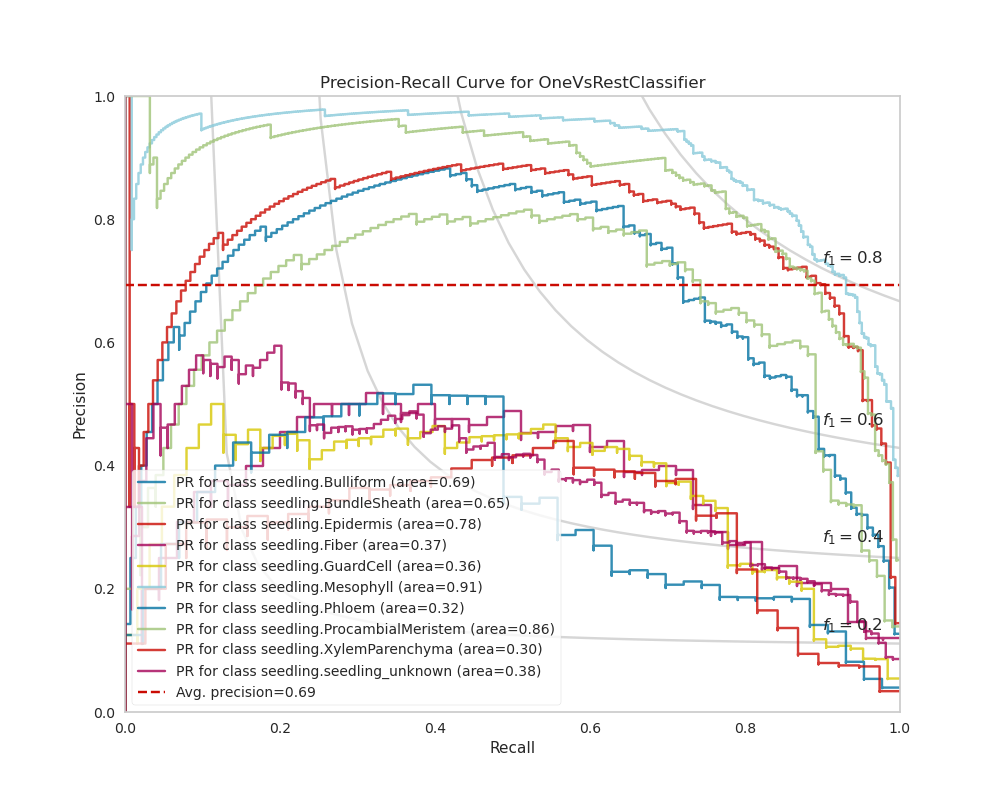 Precision-Recall Curve for OneVsRestClassifier
1.0
0.8
f₁ = 0.8
0.6
f₁ = 0.6
Precision
0.4
f₁ = 0.4
PR for class seedling.Bulliform (area=0.69)
PR for class seedling.BundleSheath (area=0.65)
PR for class seedling.Epidermis (area=0.78)
PR for class seedling.Fiber (area=0.37)
PR for class seedling.GuardCell (area=0.36)
PR for class seedling.Mesophyll (area=0.91)
0.2
PR for class seedling.Phloem (area=0.32)
PR for class seedling.ProcambialMeristem (area=0.86)
f₁ = 0.2
PR for class seedling.XylemParenchyma (area=0.30)
PR for class seedling.seedling_unknown (area=0.38)
Avg. precision=0.69
0.0
0.0 0.2 0.4 0.6 0.8 1.0
Recall